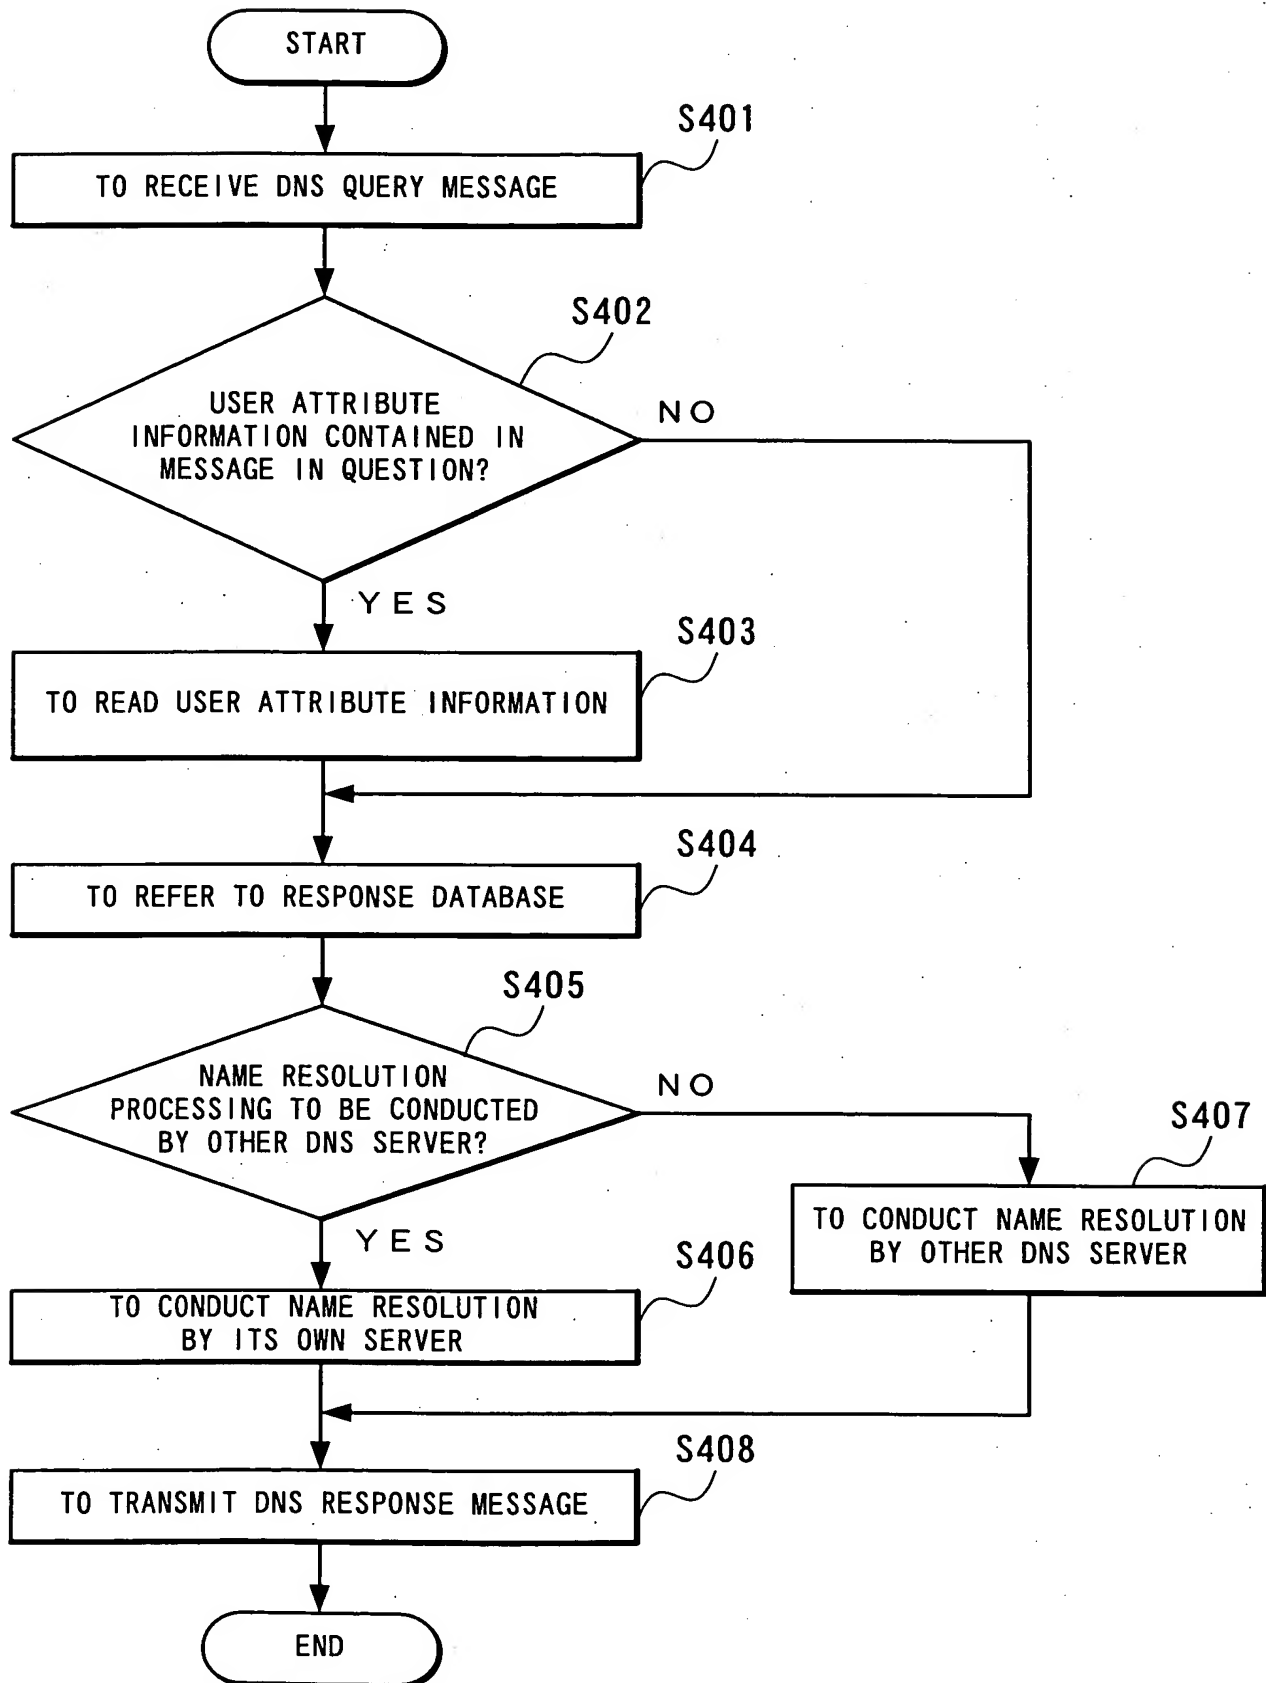 START
S401
TO RECEIVE DNS QUERY MESSAGE
S402
USER ATTRIBUTE
INFORMATION CONTAINED IN
MESSAGE IN QUESTION?
NO
YES
S403
TO READ USER ATTRIBUTE INFORMATION
S404
TO REFER TO RESPONSE DATABASE
S405
NAME RESOLUTION
PROCESSING TO BE CONDUCTED
BY OTHER DNS SERVER?
NO
YES
S407
TO CONDUCT NAME RESOLUTION
BY OTHER DNS SERVER
S406
TO CONDUCT NAME RESOLUTION
BY ITS OWN SERVER
S408
TO TRANSMIT DNS RESPONSE MESSAGE
END